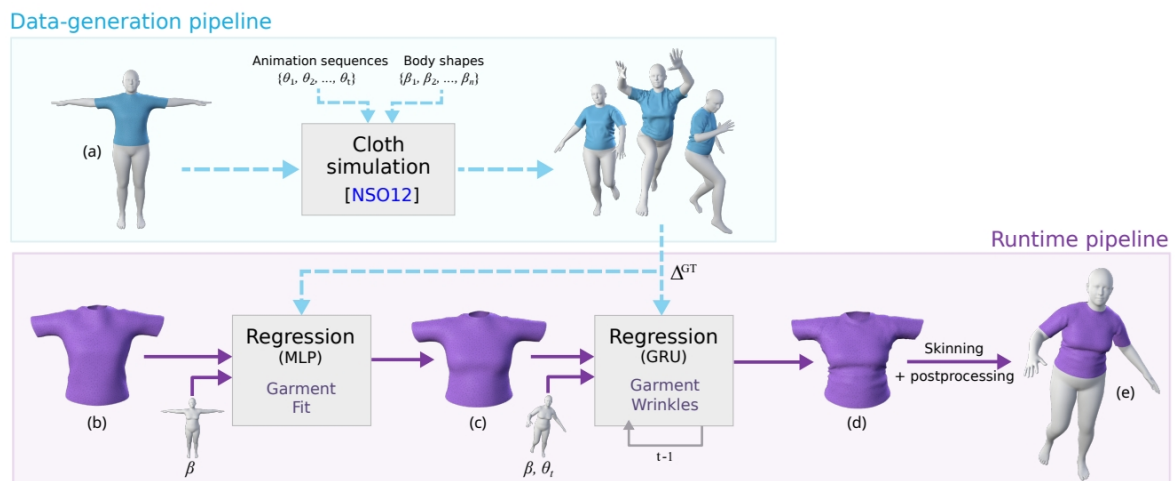 Data-generation pipeline
Animation sequences
{θ₁, θ₂, ..., θₜ}
Body shapes
{β₁, β₂, ..., βₙ}
(a)
Cloth
simulation
[NSO12]
Runtime pipeline
Δᴳᵀ
Regression
(MLP)
Garment
Fit
Regression
(GRU)
Garment
Wrinkles
Skinning
+ postprocessing
(b)
β
(c)
β, θₜ
t-1
(d)
(e)